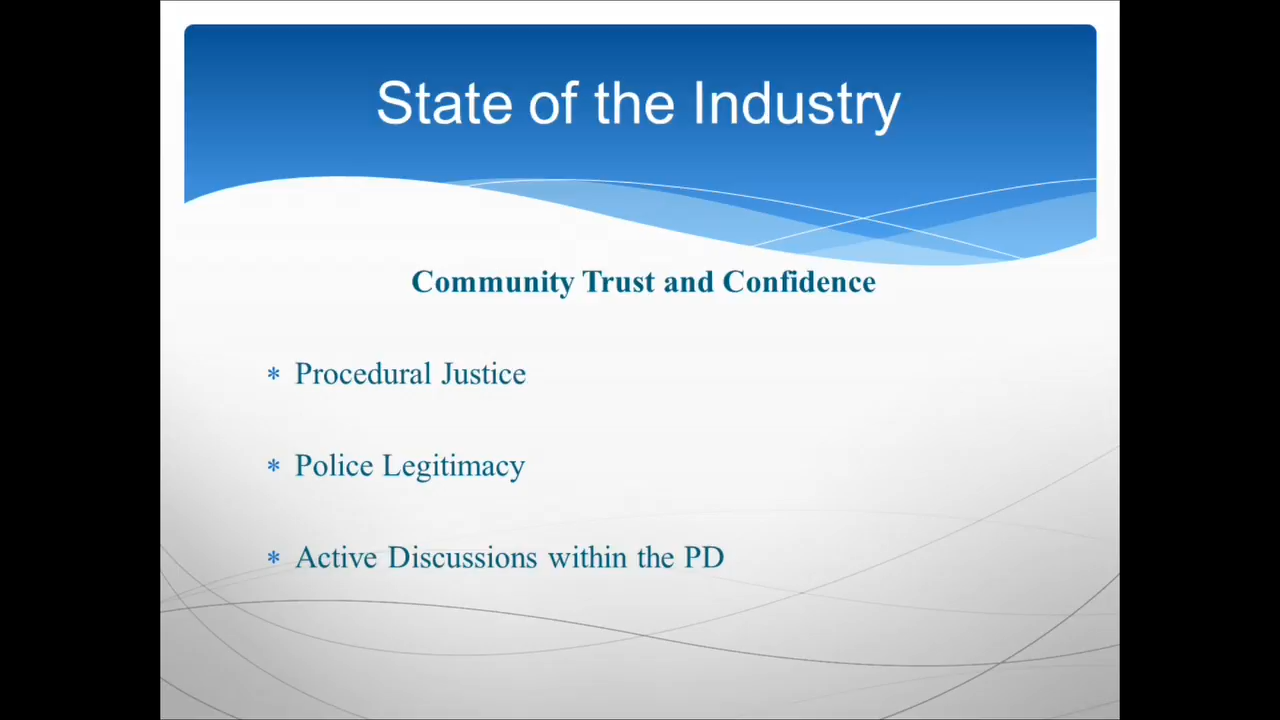 State of the Industry
Community Trust and Confidence
* Procedural Justice
* Police Legitimacy
* Active Discussions within the PD